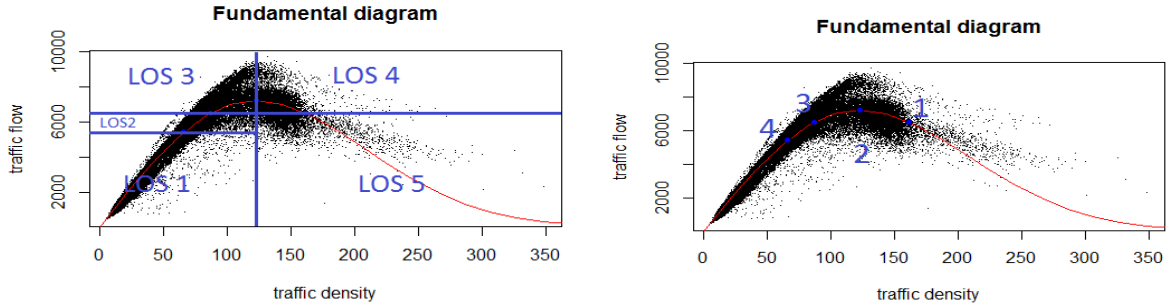 Fundamental diagram
traffic flow
10000
6000
2000
LOS 3
LOS 4
LOS2
LOS 1
LOS 5
0 50 100 150 200 250 300 350
traffic density
Fundamental diagram
traffic flow
10000
6000
2000
3
1
4
2
0 50 100 150 200 250 300 350
traffic density